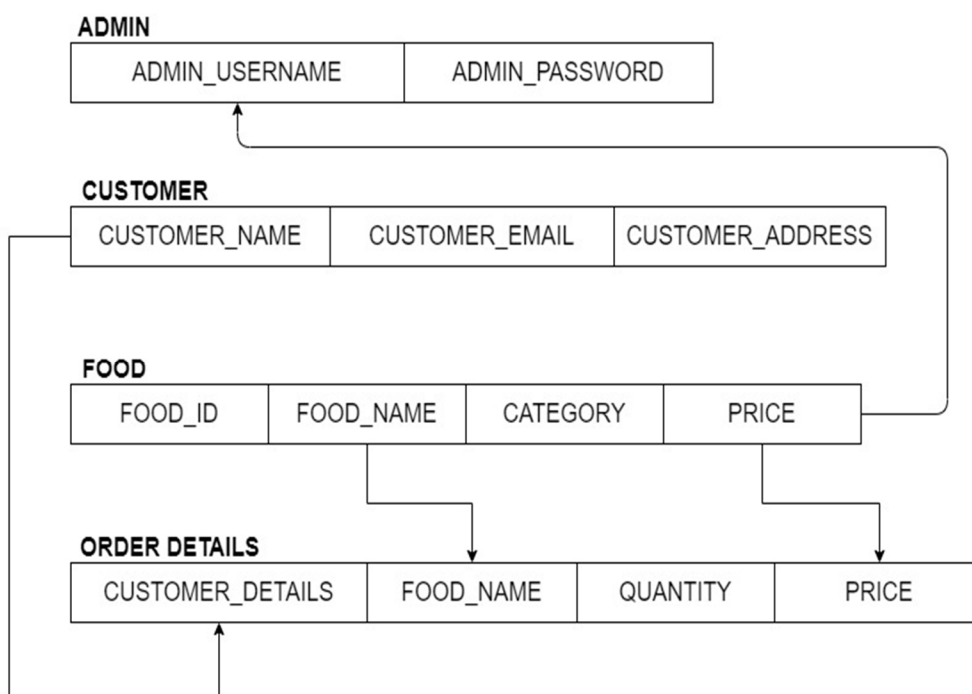 ADMIN
ADMIN_USERNAME ADMIN_PASSWORD
CUSTOMER
CUSTOMER_NAME CUSTOMER_EMAIL CUSTOMER_ADDRESS
FOOD
FOOD_ID FOOD_NAME CATEGORY PRICE
ORDER DETAILS
CUSTOMER_DETAILS FOOD_NAME QUANTITY PRICE